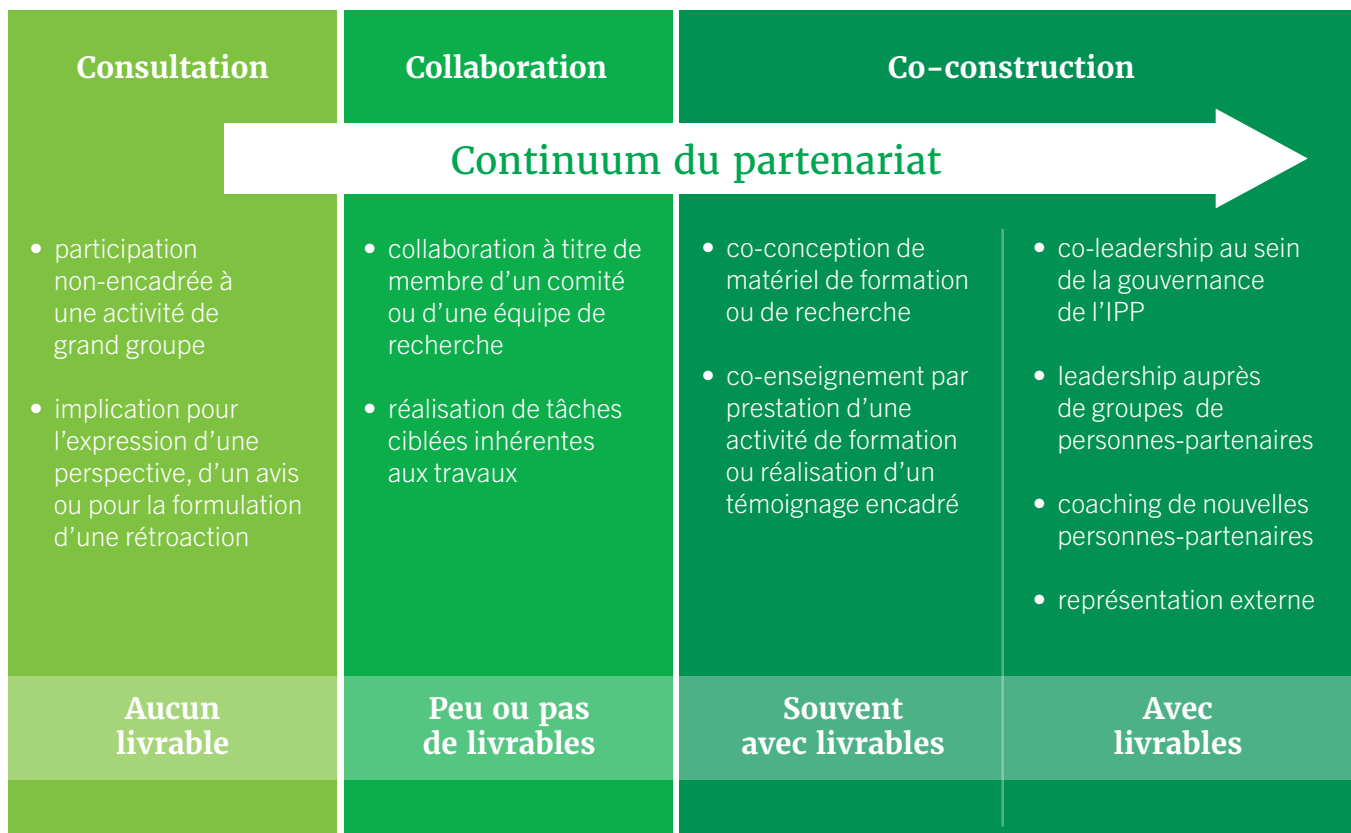 Consultation
Collaboration
Co-construction
Continuum du partenariat
• participation
non-encadrée à
une activité de
grand groupe
• implication pour
l’expression d’une
perspective, d’un avis
ou pour la formulation
d’une rétroaction
• collaboration à titre de
membre d’un comité
ou d’une équipe de
recherche
• réalisation de tâches
ciblées inhérentes
aux travaux
• co-conception de
matériel de formation
ou de recherche
• co-enseignement par
prestation d’une
activité de formation
ou réalisation d’un
témoignage encadré
• co-leadership au sein
de la gouvernance
de l’IPP
• leadership auprès
de groupes de
personnes-partenaires
• coaching de nouvelles
personnes-partenaires
• représentation externe
Aucun
livrable
Peu ou pas
de livrables
Souvent
avec livrables
Avec
livrables